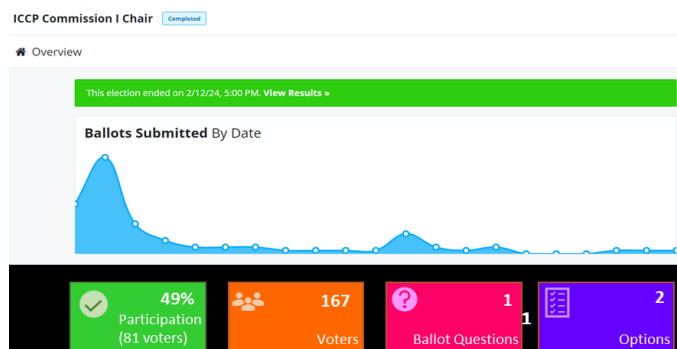 ICCP Commission I Chair Completed
Overview
This election ended on 2/12/24, 5:00 PM. View Results »
Ballots Submitted By Date
49%
Participation
(81 voters)
167
Voters
?
1
Ballot Questions
1
2
Options